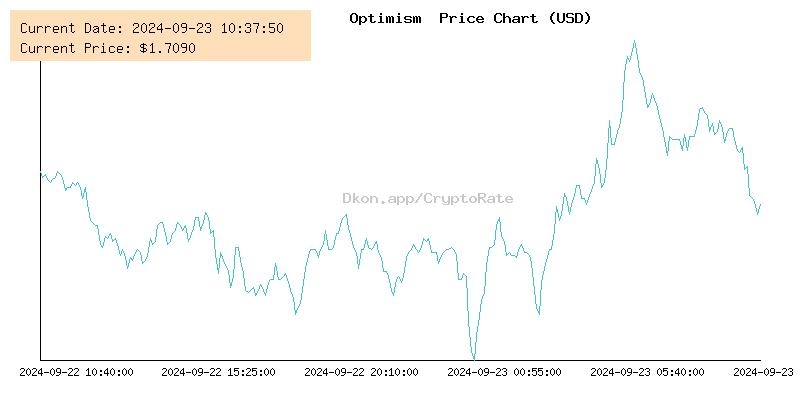 Optimism  Price Chart (USD)
Current Date: 2024-09-23 10:37:50
Current Price: $1.7090
Dkon.app/CryptoRate
2024-09-22 10:40:00 2024-09-22 15:25:00 2024-09-22 20:10:00 2024-09-23 00:55:00 2024-09-23 05:40:00 2024-09-23